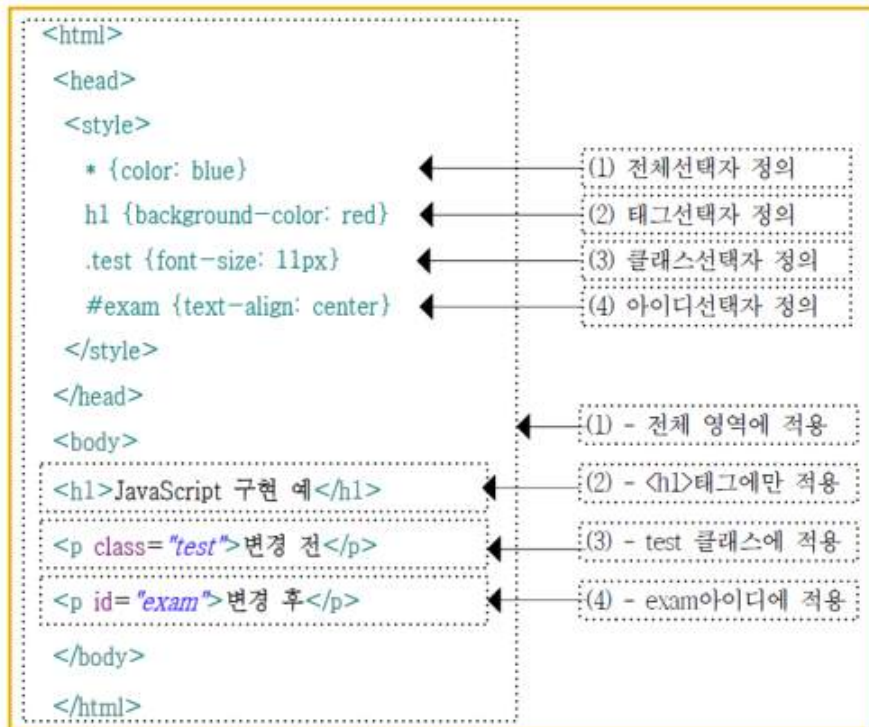 <html>
<head>
<style>
* {color: blue}
(1) 전체선택자 정의
h1 {background-color: red}
(2) 태그선택자 정의
.test {font-size: 11px}
(3) 클래스선택자 정의
#exam {text-align: center}
(4) 아이디선택자 정의
</style>
</head>
(1) - 전체 영역에 적용
<body>
<h1>JavaScript 구현 예</h1>
(2) - <h1>태그에만 적용
<p class="test">변경 전</p>
(3) - test 클래스에 적용
<p id="exam">변경 후</p>
(4) - exam아이디에 적용
</body>
</html>